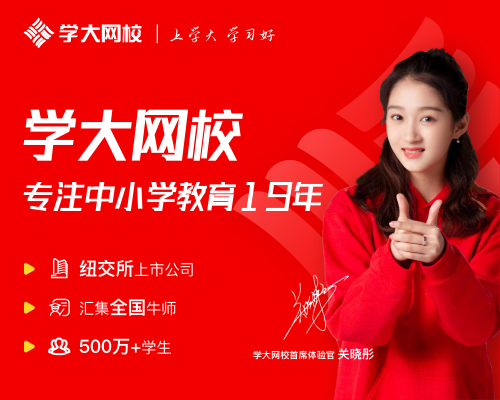 学大网校 | 上学大 学习好
学大网校
专注中小学教育19年
纽交所上市公司
汇集全国牛师
500万+学生
学大网校首席体验官 关晓彤